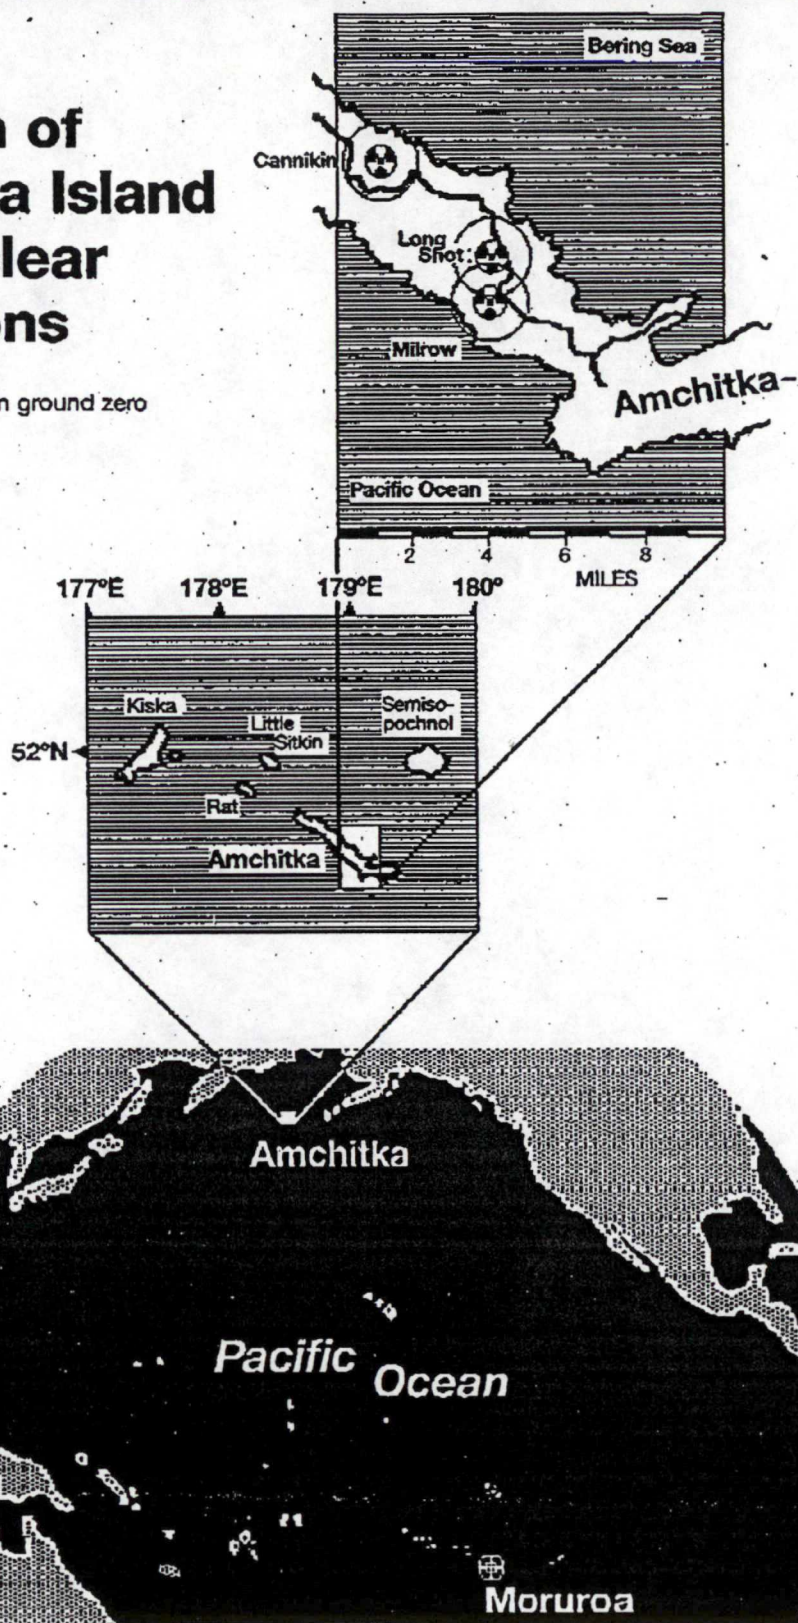 n of
a Island
lear
ons
n ground zero
Bering Sea
Cannikin
Long
Shot
Milrow
Amchitka-
Pacific Ocean
2 4 6 8
MILES
177°E 178°E 179°E 180°
Kiska
Little
Sitkin
Semiso-
pochnol
52°N
Rat
Amchitka
Amchitka
Pacific
Ocean
Moruroa